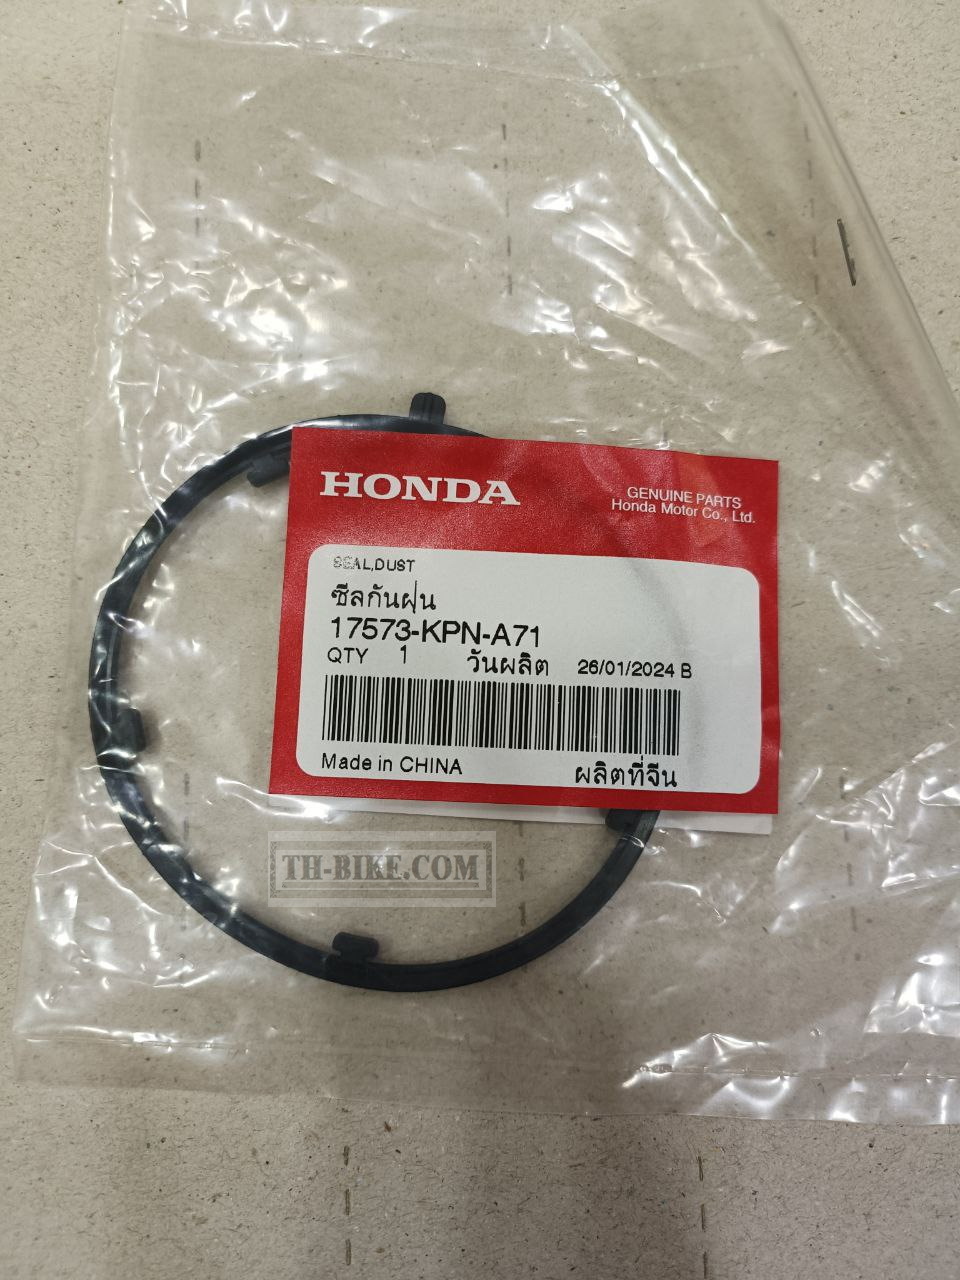 HONDA
GENUINE PARTS
Honda Motor Co., Ltd.
SEAL,DUST
ซีลกันฝุ่น
17573-KPN-A71
QTY 1 วันผลิต 26/01/2024 B
Made in CHINA ผลิตที่จีน
TH-BIKE.COM